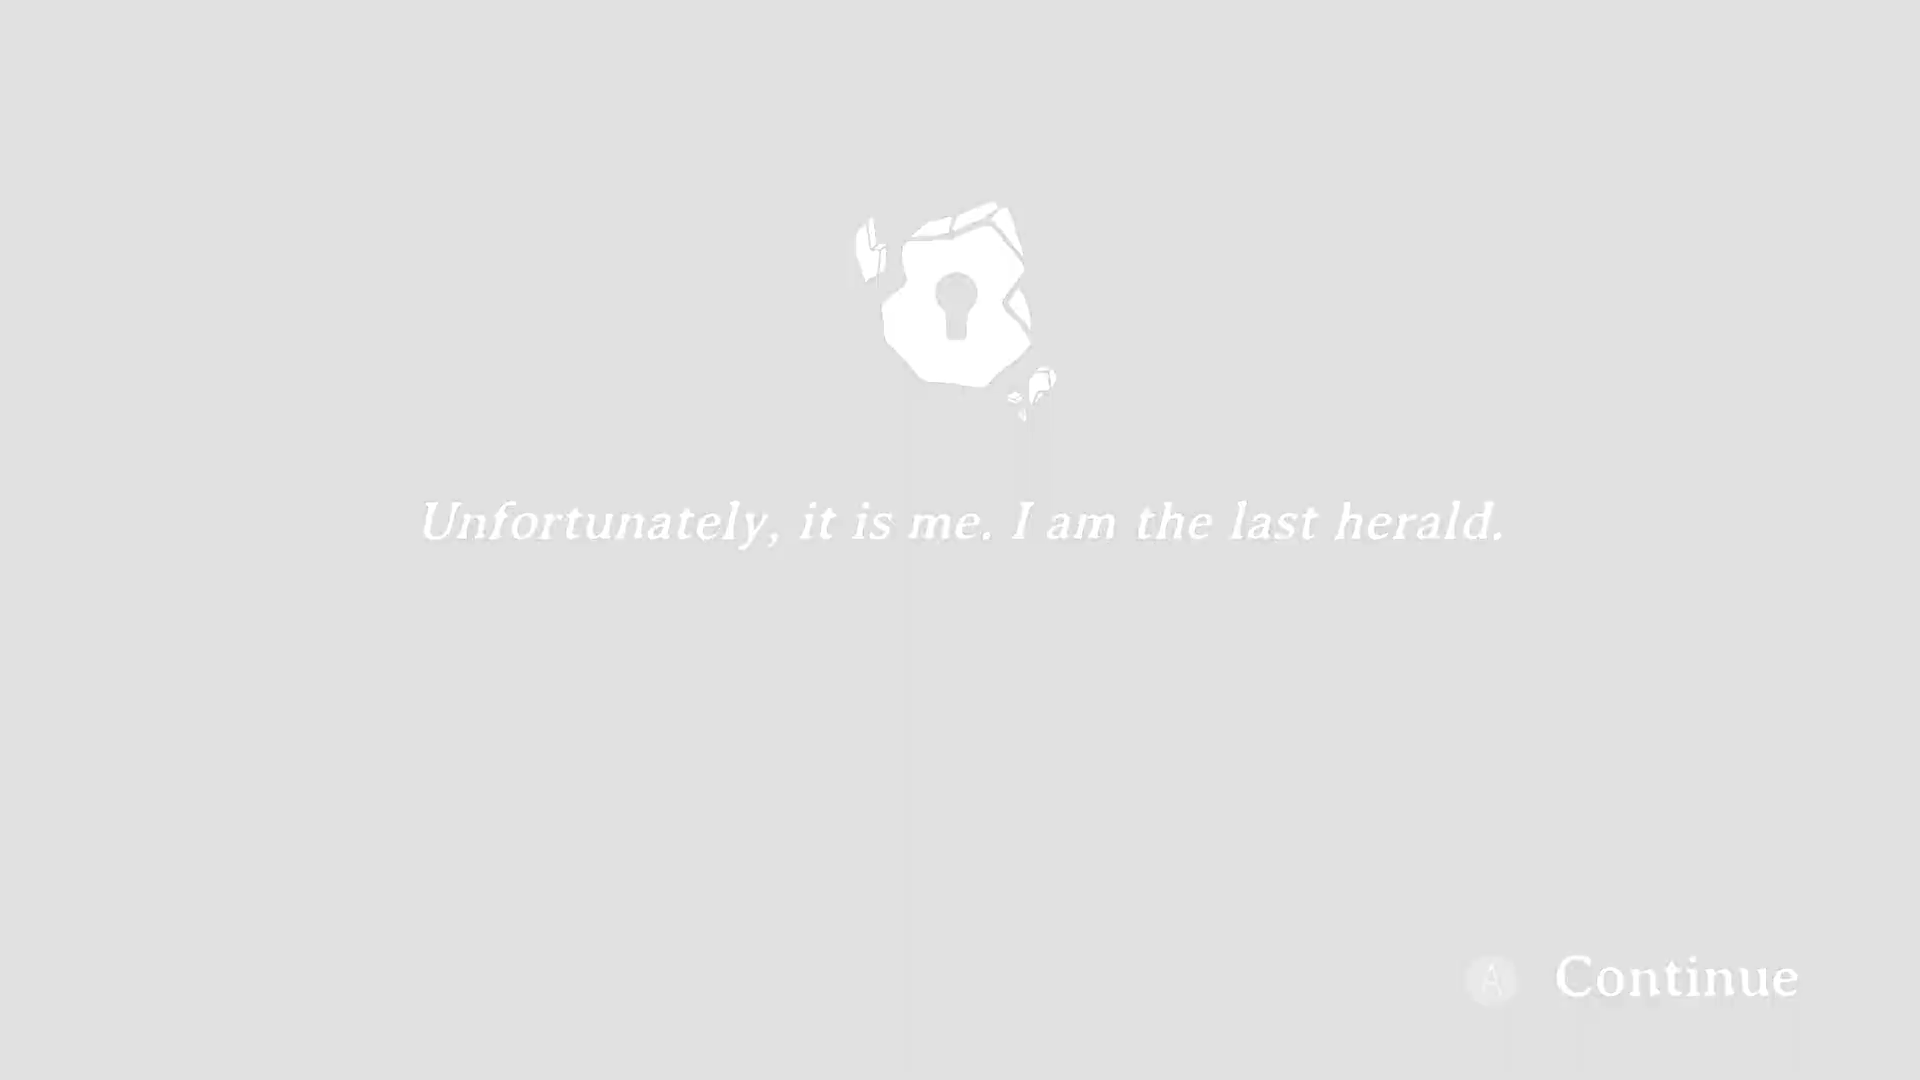 Unfortunately, it is me. I am the last herald.
A Continue